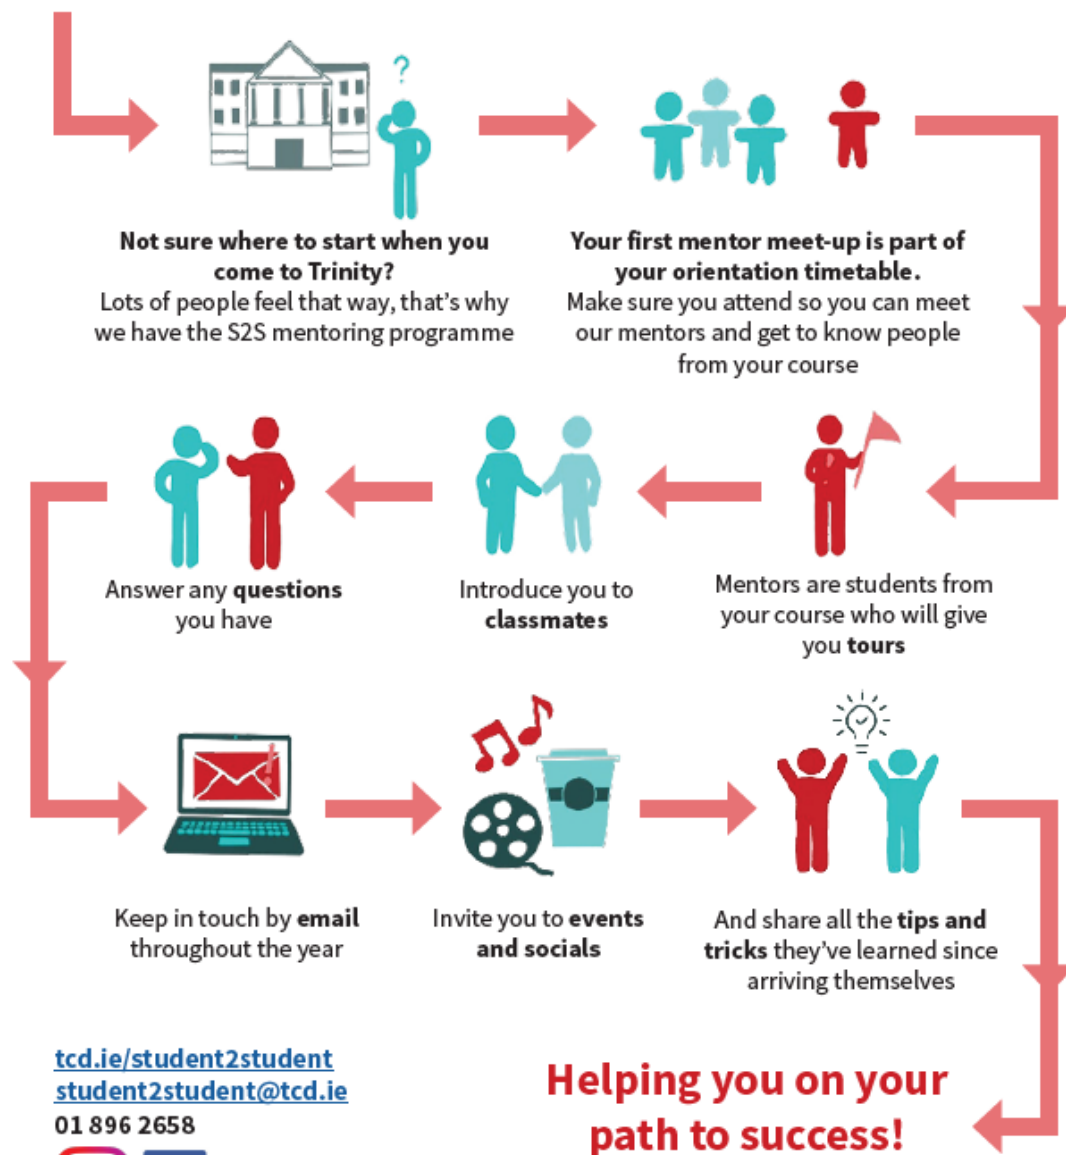 ?
Not sure where to start when you
come to Trinity?
Lots of people feel that way, that's why
we have the S2S mentoring programme
Your first mentor meet-up is part of
your orientation timetable.
Make sure you attend so you can meet
our mentors and get to know people
from your course
Mentors are students from
your course who will give
you tours
Introduce you to
classmates
Answer any questions
you have
Keep in touch by email
throughout the year
Invite you to events
and socials
And share all the tips and
tricks they've learned since
arriving themselves
tcd.ie/student2student
student2student@tcd.ie
01 896 2658
Helping you on your
path to success!